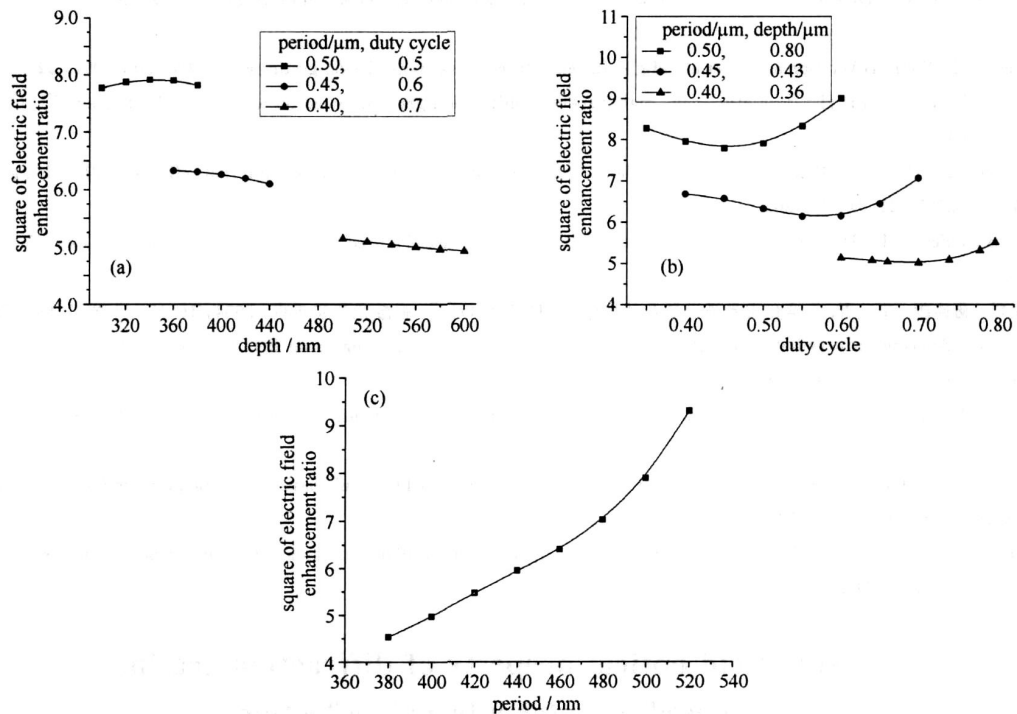 (a)
square of electric field
enhancement ratio
9.0
8.0
7.0
6.0
5.0
4.0
period/μm, duty cycle
0.50, 0.5
0.45, 0.6
0.40, 0.7
320 360 400 440 480 520 560 600
depth / nm
(b)
square of electric field
enhancement ratio
11
10
9
8
7
6
5
4
period/μm, depth/μm
0.50, 0.80
0.45, 0.43
0.40, 0.36
0.40 0.50 0.60 0.70 0.80
duty cycle
(c)
square of electric field
enhancement ratio
10
9
8
7
6
5
4
360 380 400 420 440 460 480 500 520 540
period / nm